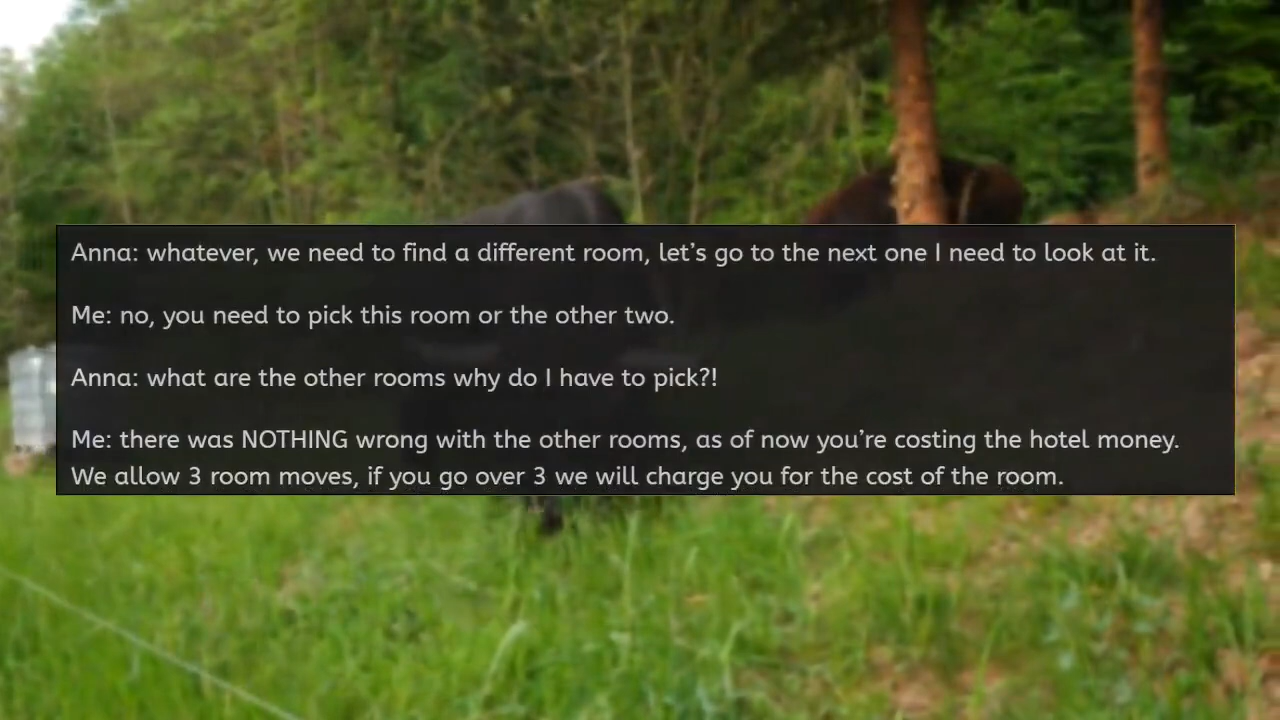 Anna: whatever, we need to find a different room, let’s go to the next one I need to look at it.
Me: no, you need to pick this room or the other two.
Anna: what are the other rooms why do I have to pick?!
Me: there was NOTHING wrong with the other rooms, as of now you’re costing the hotel money.
We allow 3 room moves, if you go over 3 we will charge you for the cost of the room.